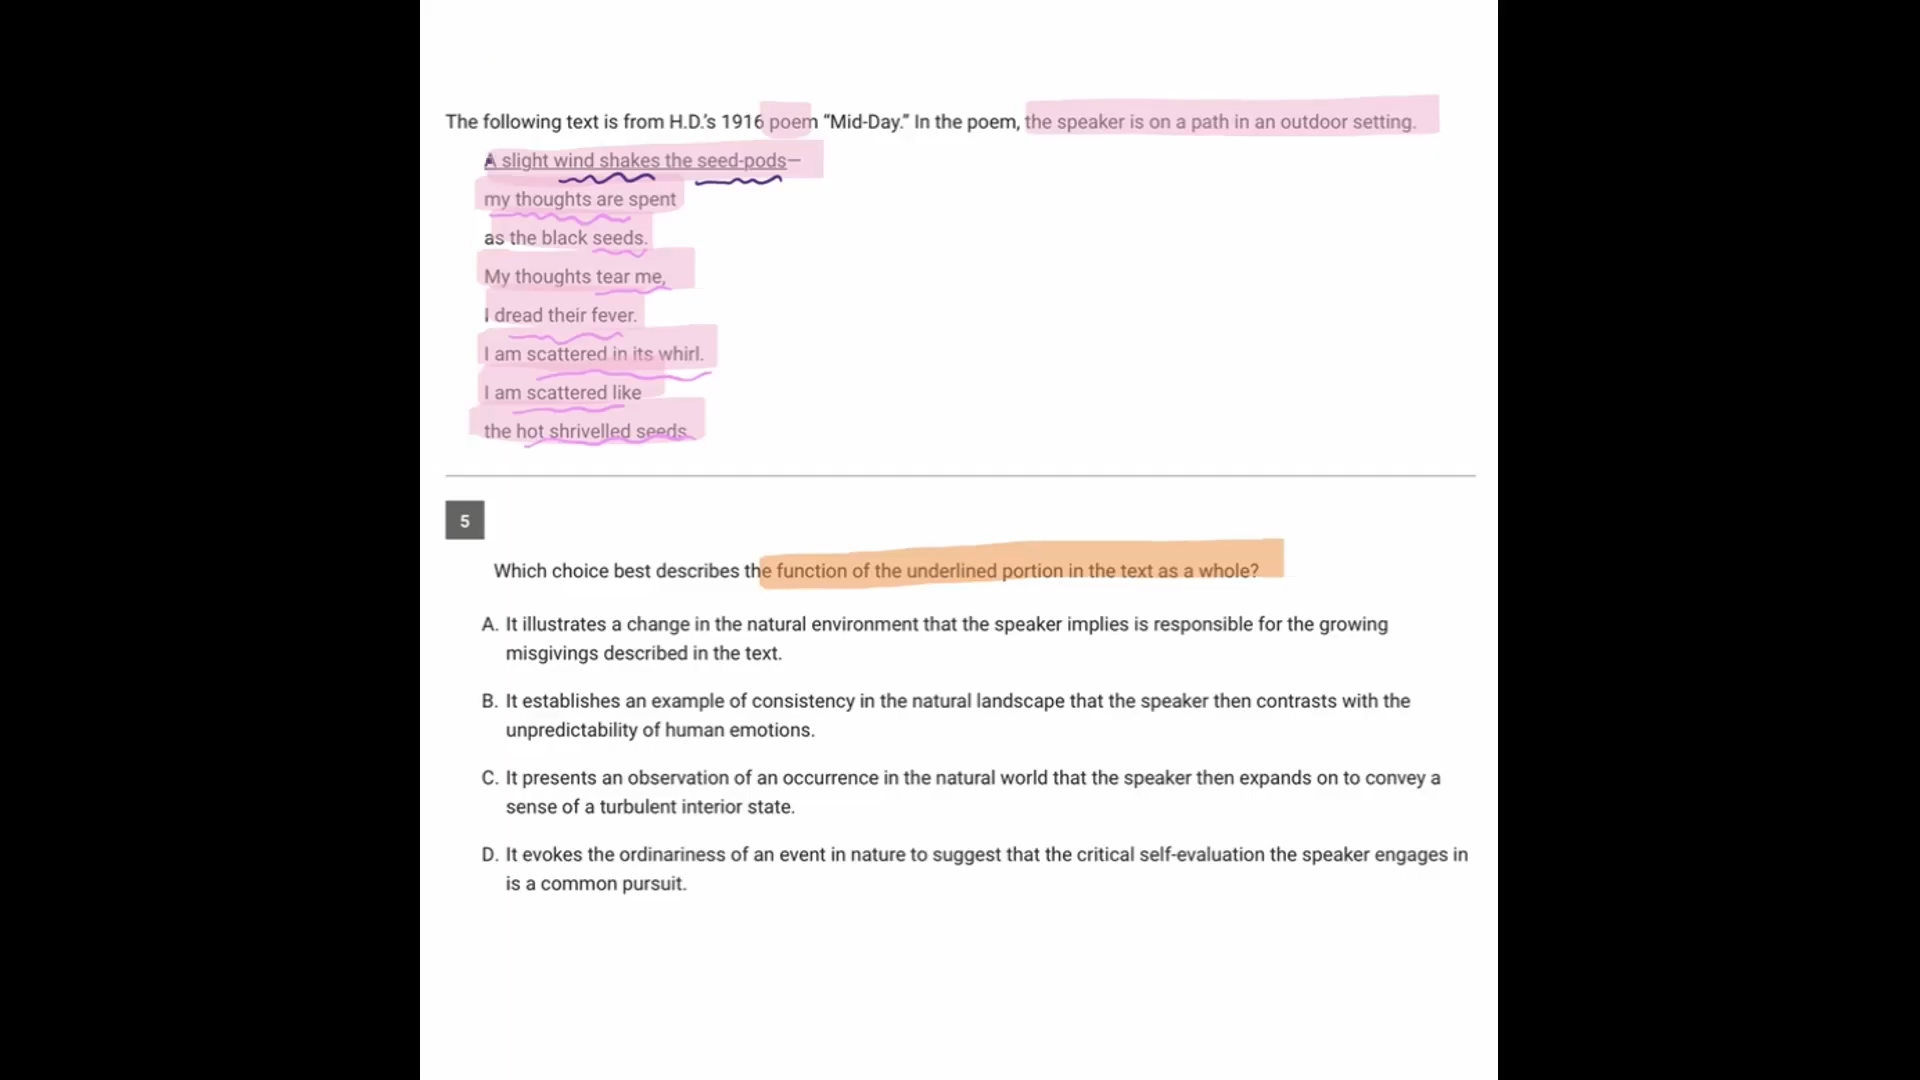 The following text is from H.D.'s 1916 poem “Mid-Day.” In the poem, the speaker is on a path in an outdoor setting.
A slight wind shakes the seed-pods—
my thoughts are spent
as the black seeds.
My thoughts tear me,
I dread their fever.
I am scattered in its whirl.
I am scattered like
the hot shrivelled seeds.
5
Which choice best describes the function of the underlined portion in the text as a whole?
A. It illustrates a change in the natural environment that the speaker implies is responsible for the growing
misgivings described in the text.
B. It establishes an example of consistency in the natural landscape that the speaker then contrasts with the
unpredictability of human emotions.
C. It presents an observation of an occurrence in the natural world that the speaker then expands on to convey a
sense of a turbulent interior state.
D. It evokes the ordinariness of an event in nature to suggest that the critical self-evaluation the speaker engages in
is a common pursuit.